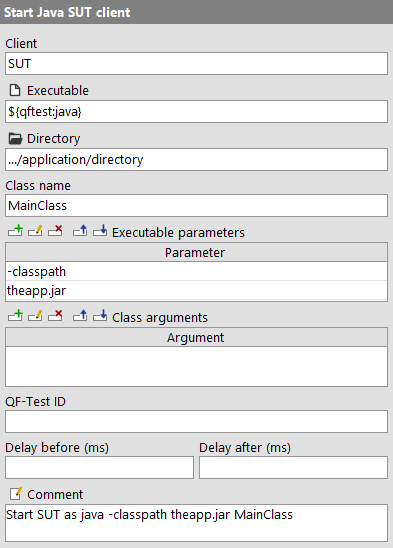 Start Java SUT client
Client
SUT
Executable
${qftest:java}
Directory
.../application/directory
Class name
MainClass
Executable parameters
Parameter
-classpath
theapp.jar
Class arguments
Argument
QF-Test ID
Delay before (ms) Delay after (ms)
Comment
Start SUT as java -classpath theapp.jar MainClass